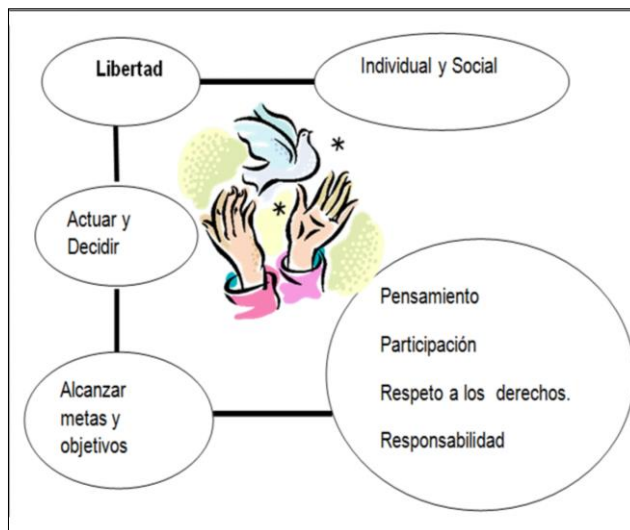 Libertad
Individual y Social
Actuar y
Decidir
Pensamiento
Participación
Respeto a los derechos.
Responsabilidad
Alcanzar
metas y
objetivos